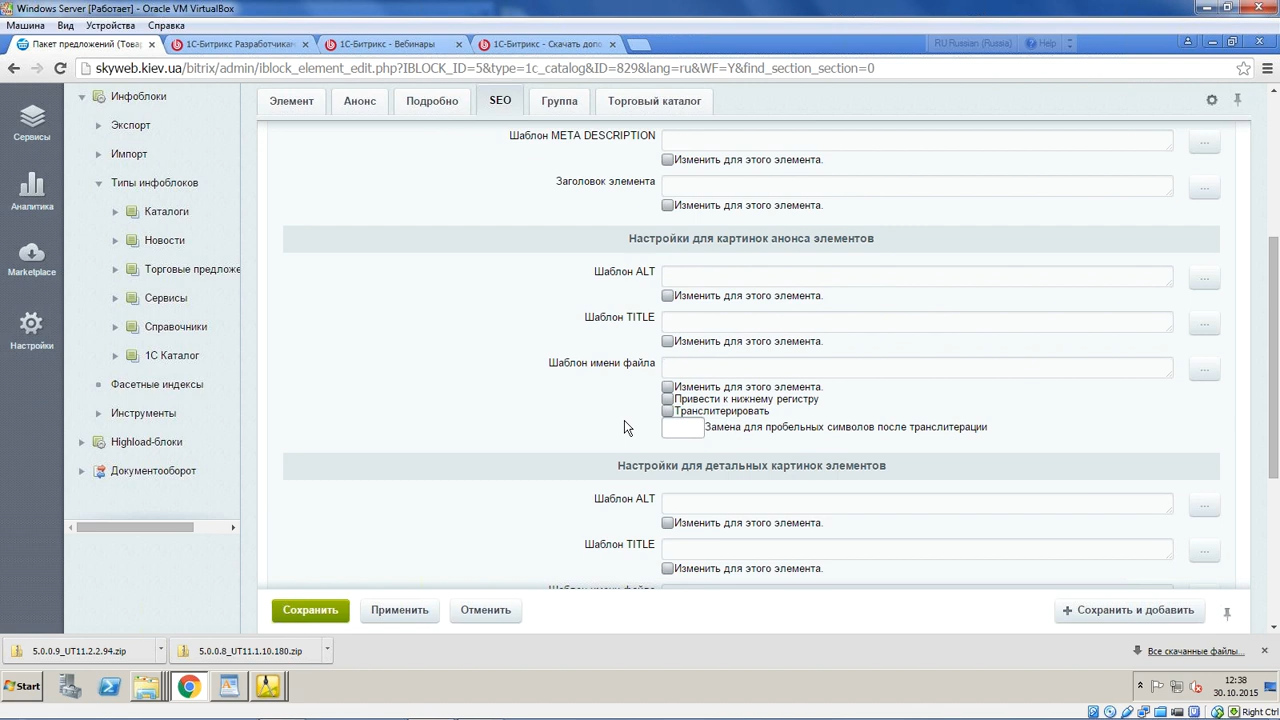 Windows Server [Работает] - Oracle VM VirtualBox
Машина Вид Устройства Справка
Пакет предложений (Това
1С-Битрикс Разработчикам
1С-Битрикс - Вебинары
1С-Битрикс - Скачать допо
RU Russian (Russia)
Help
skyweb.kiev.ua/bitrix/admin/iblock_element_edit.php?IBLOCK_ID=5&type=1c_catalog&ID=829&lang=ru&WF=Y&find_section_section=0
Сервисы
Аналитика
Marketplace
Настройки
Инфоблоки
Экспорт
Импорт
Типы инфоблоков
Каталоги
Новости
Торговые предложе
Сервисы
Справочники
1С Каталог
Фасетные индексы
Инструменты
Highload-блоки
Документооборот
Элемент Анонс Подробно SEO Группа Торговый каталог
Шаблон META DESCRIPTION
...
Изменить для этого элемента.
Заголовок элемента
...
Изменить для этого элемента.
Настройки для картинок анонса элементов
Шаблон ALT
...
Изменить для этого элемента.
Шаблон TITLE
...
Изменить для этого элемента.
Шаблон имени файла
...
Изменить для этого элемента.
Привести к нижнему регистру
Транслитерировать
Замена для пробельных символов после транслитерации
Настройки для детальных картинок элементов
Шаблон ALT
...
Изменить для этого элемента.
Шаблон TITLE
...
Изменить для этого элемента.
Сохранить Применить Отменить + Сохранить и добавить
5.0.0.9_UT11.2.2.94.zip
5.0.0.8_UT11.1.10.180.zip
Все скачанные файлы...
Start
12:38
30.10.2015
Right Ctrl